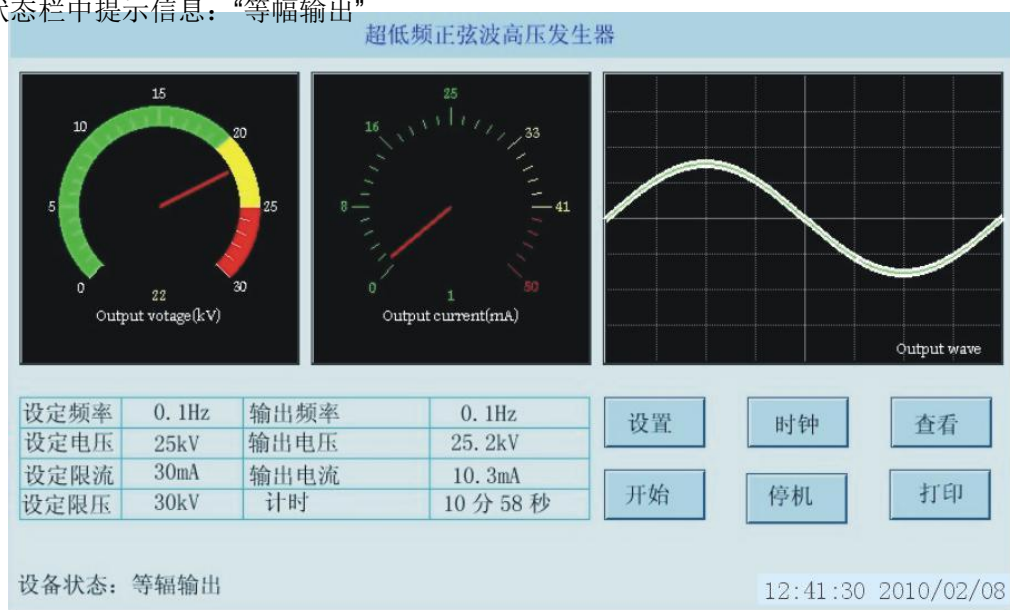 状态栏中提示信息：“等幅输出”
超低频正弦波高压发生器
15
10
20
5
25
0
30
22
Output votage(kV)
25
16
33
8
41
0
50
1
Output current(mA)
Output wave
设定频率 0.1Hz 输出频率 0.1Hz
设定电压 25kV 输出电压 25.2kV
设定限流 30mA 输出电流 10.3mA
设定限压 30kV 计时 10分58秒
设置 时钟 查看
开始 停机 打印
设备状态：等辐输出
12:41:30 2010/02/08